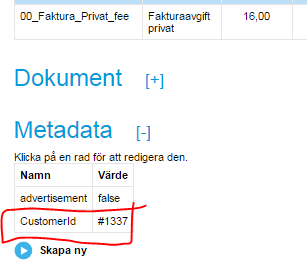 00_Faktura_Privat_fee Fakturaavgift 16,00
privat
Dokument [+]
Metadata [-]
Klicka på en rad för att redigera den.
Namn Värde
advertisement false
CustomerId #1337
Skapa ny